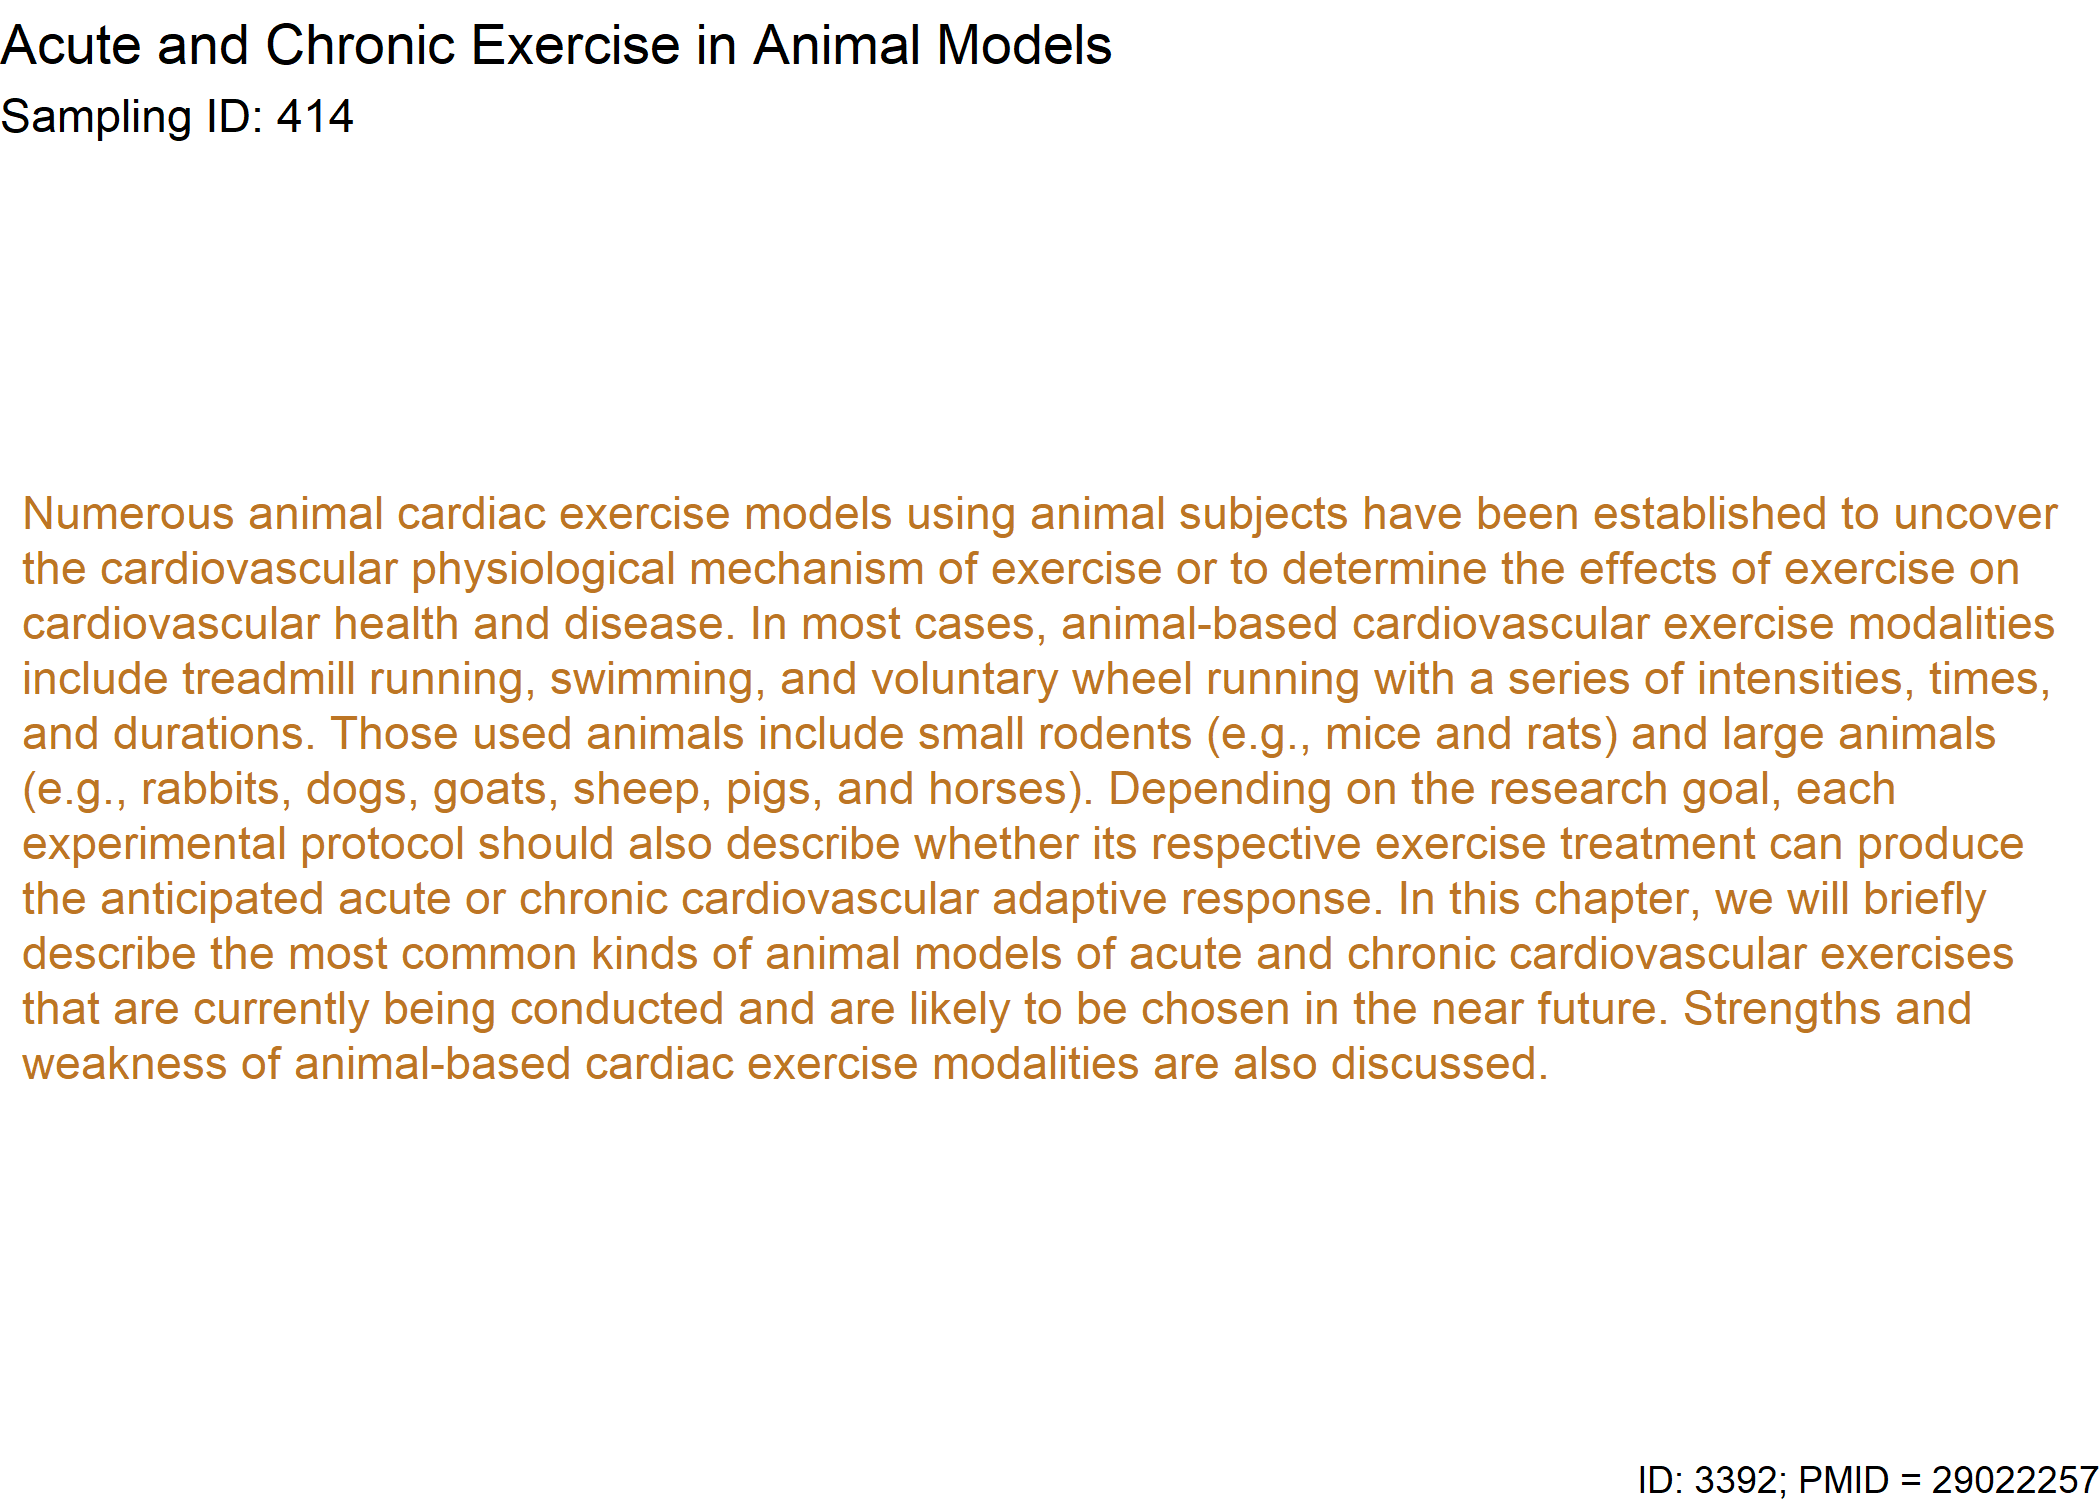 Acute and Chronic Exercise in Animal Models
Sampling ID: 414
Numerous animal cardiac exercise models using animal subjects have been established to uncover
the cardiovascular physiological mechanism of exercise or to determine the effects of exercise on
cardiovascular health and disease. In most cases, animal-based cardiovascular exercise modalities
include treadmill running, swimming, and voluntary wheel running with a series of intensities, times,
and durations. Those used animals include small rodents (e.g., mice and rats) and large animals
(e.g., rabbits, dogs, goats, sheep, pigs, and horses). Depending on the research goal, each
experimental protocol should also describe whether its respective exercise treatment can produce
the anticipated acute or chronic cardiovascular adaptive response. In this chapter, we will briefly
describe the most common kinds of animal models of acute and chronic cardiovascular exercises
that are currently being conducted and are likely to be chosen in the near future. Strengths and
weakness of animal-based cardiac exercise modalities are also discussed.
ID: 3392; PMID = 29022257